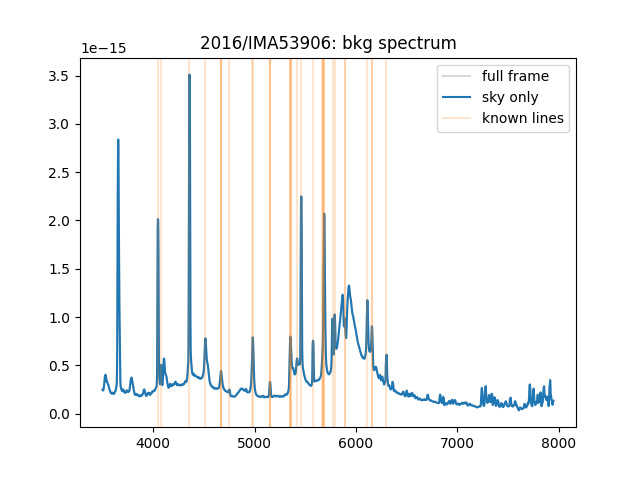 2016/IMA53906: bkg spectrum
1e−15
full frame
sky only
known lines
3.5
3.0
2.5
2.0
1.5
1.0
0.5
0.0
4000 5000 6000 7000 8000